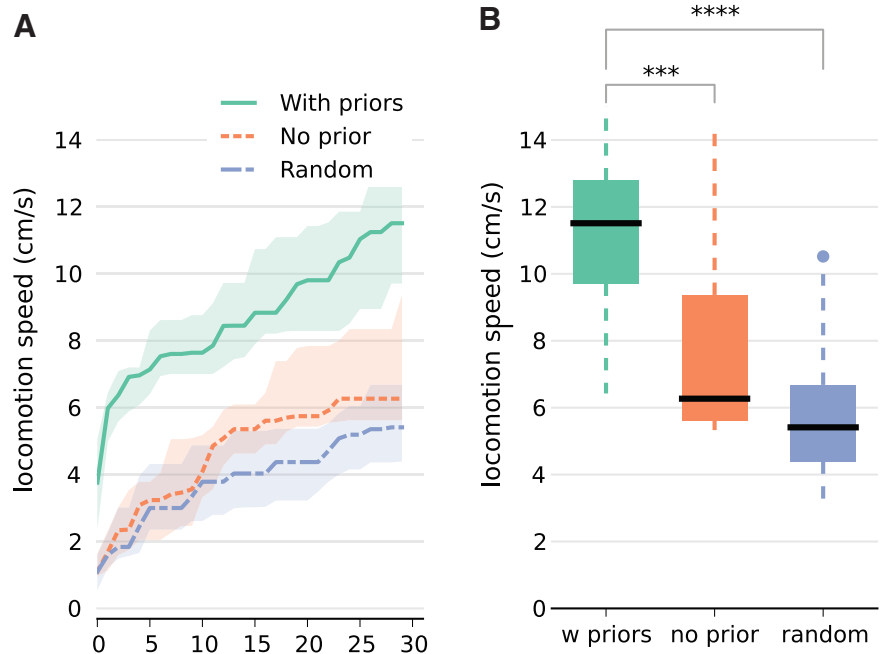 A
With priors
No prior
Random
locomotion speed (cm/s)
14
12
10
8
6
4
2
0
0 5 10 15 20 25 30
B
****
***
locomotion speed (cm/s)
14
12
10
8
6
4
2
0
w priors no prior random